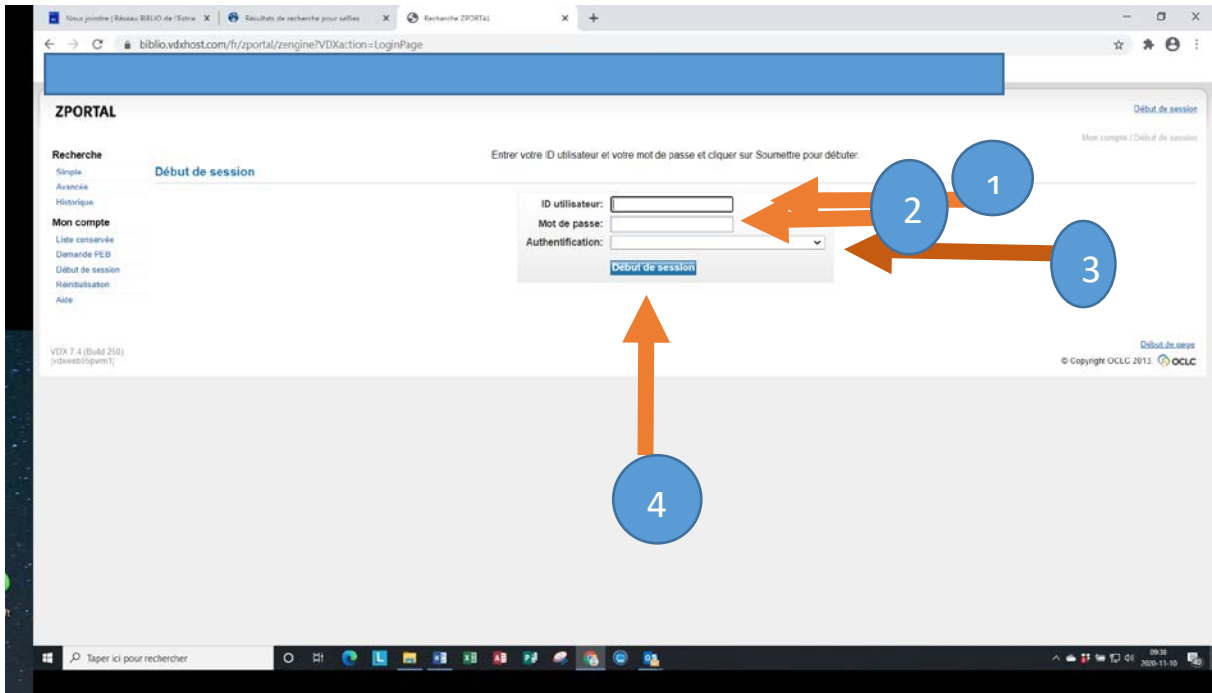 Nous joindre | Réseau BIBLIO de l'Estrie X
Résultats de recherche pour selfies X
Recherche ZPORTAL X +
biblio.vdxhost.com/fr/zportal/zengine?VDXaction=LoginPage
ZPORTAL
Début de session
Mon compte / Début de session
Recherche
Simple
Avancée
Historique
Mon compte
Liste conservée
Demande PEB
Début de session
Réinitialisation
Aide
Début de session
Entrer votre ID utilisateur et votre mot de passe et cliquer sur Soumettre pour débuter.
ID utilisateur:
Mot de passe:
Authentification:
Début de session
1
2
3
4
VDX 7.4 (Build 250)
Début de page
© Copyright OCLC 2013. OCLC
Taper ici pour rechercher
09:38
2020-11-10